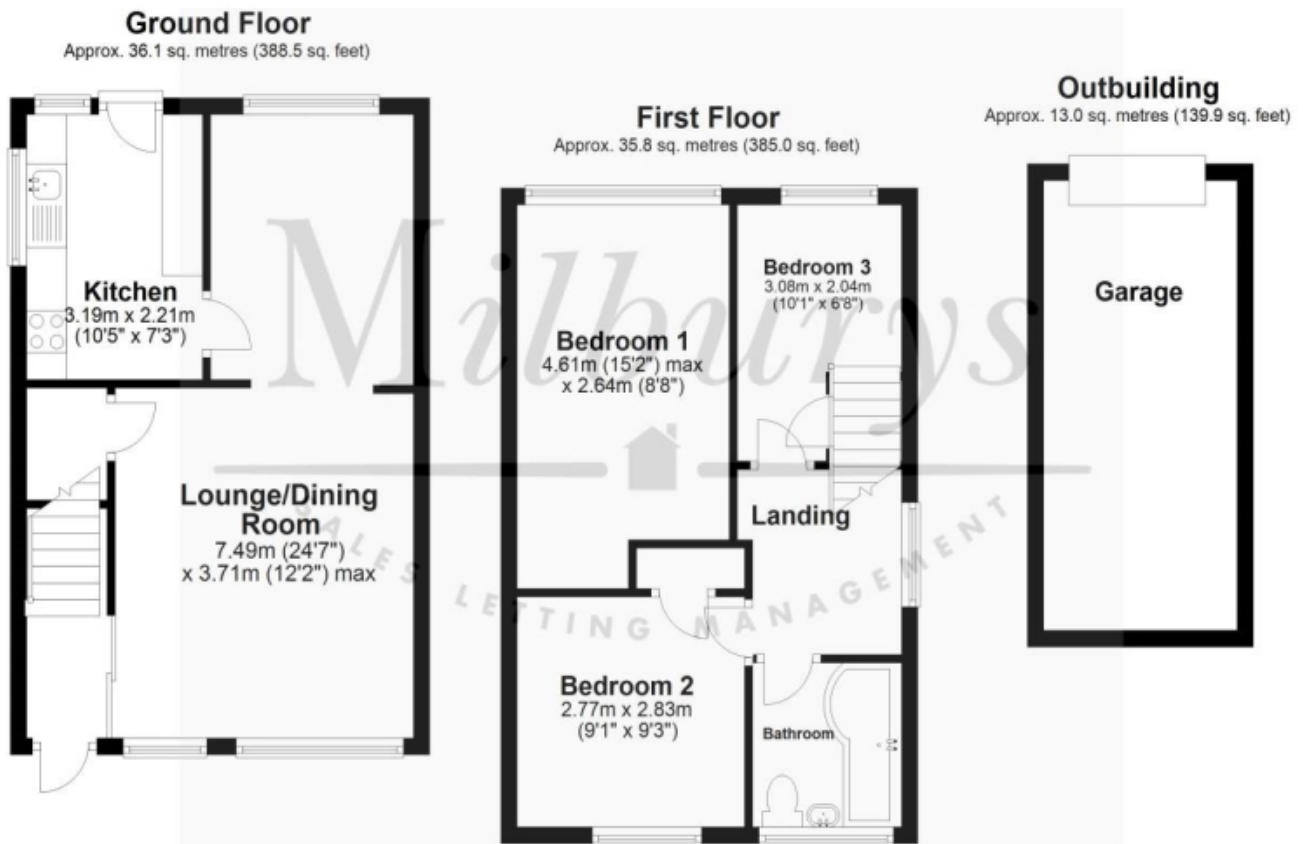 Ground Floor
Approx. 36.1 sq. metres (388.5 sq. feet)
Kitchen
3.19m x 2.21m
(10'5" x 7'3")
Lounge/Dining
Room
7.49m (24'7")
x 3.71m (12'2") max
First Floor
Approx. 35.8 sq. metres (385.0 sq. feet)
Bedroom 1
4.61m (15'2") max
x 2.64m (8'8")
Bedroom 3
3.08m x 2.04m
(10'1" x 6'8")
Landing
Bedroom 2
2.77m x 2.83m
(9'1" x 9'3")
Bathroom
Outbuilding
Approx. 13.0 sq. metres (139.9 sq. feet)
Garage
Milburys
SALES LETTING MANAGEMENT